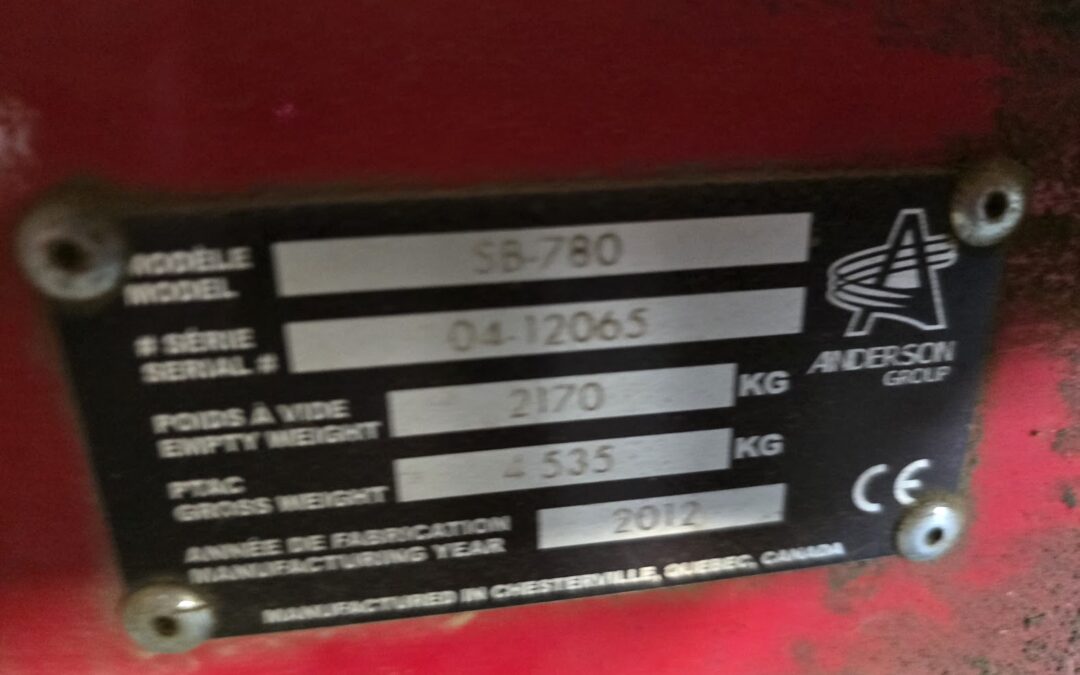 MODÈLE
MODEL
SB-780
# SÉRIE
SERIAL #
04-12065
POIDS À VIDE
EMPTY WEIGHT
2170 KG
PTAC
GROSS WEIGHT
4 535 KG
ANNÉE DE FABRICATION
MANUFACTURING YEAR
2012
MANUFACTURED IN CHESTERVILLE, QUEBEC, CANADA
ANDERSON
GROUP
CE